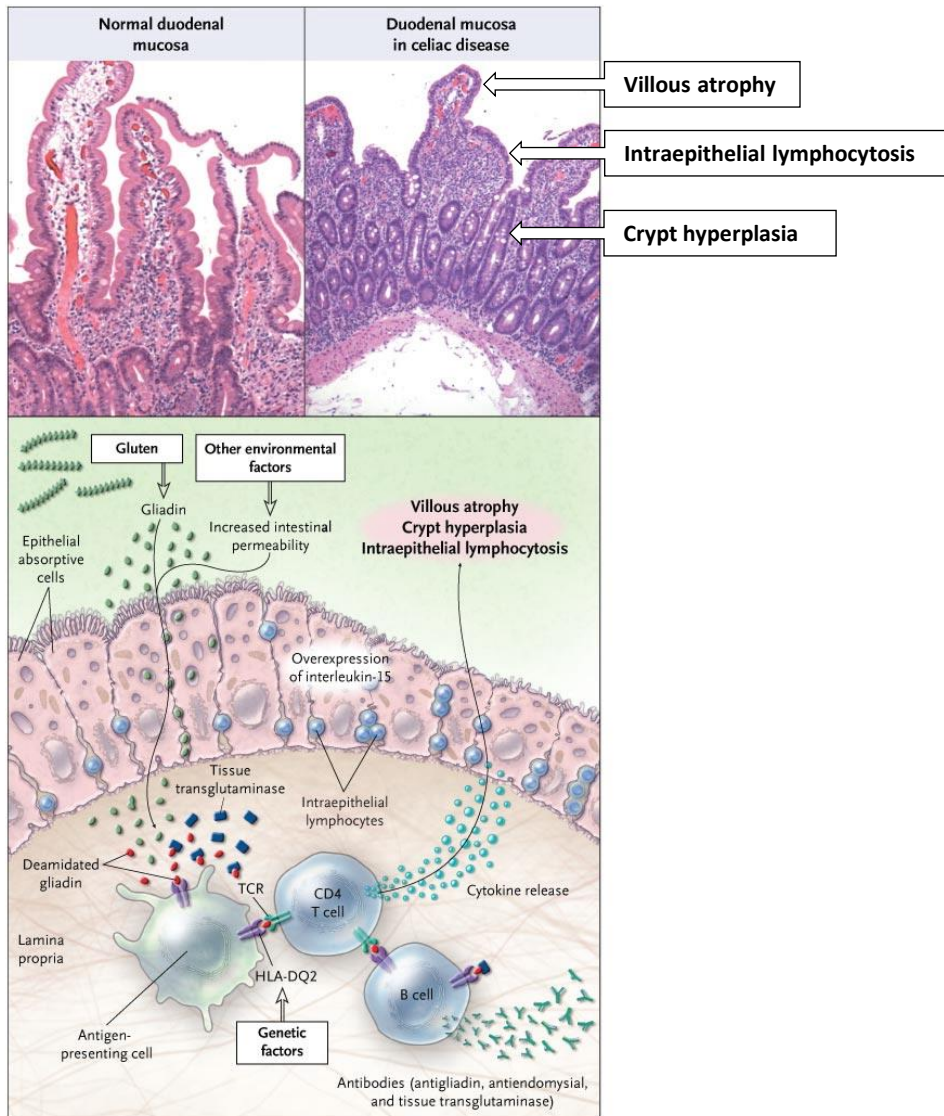 Normal duodenal
mucosa
Duodenal mucosa
in celiac disease
Villous atrophy
Intraepithelial lymphocytosis
Crypt hyperplasia
Gluten
Other environmental
factors
Gliadin
Increased intestinal
permeability
Villous atrophy
Crypt hyperplasia
Intraepithelial lymphocytosis
Epithelial
absorptive
cells
Overexpression
of interleukin-15
Tissue
transglutaminase
Intraepithelial
lymphocytes
Deamidated
gliadin
TCR
CD4
T cell
Cytokine release
Lamina
propria
HLA-DQ2
B cell
Antigen-
presenting cell
Genetic
factors
Antibodies (antigliadin, antiendomysial,
and tissue transglutaminase)